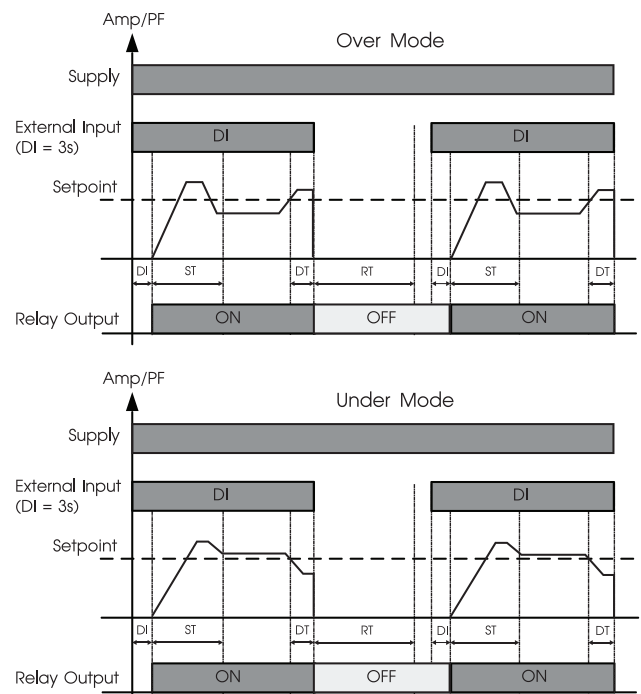 Amp/PF
Over Mode
Supply
External Input
(DI = 3s)
DI
DI
Setpoint
DI
ST
DT
RT
DI
ST
DT
Relay Output
ON
OFF
ON
Amp/PF
Under Mode
Supply
External Input
(DI = 3s)
DI
DI
Setpoint
DI
ST
DT
RT
DI
ST
DT
Relay Output
ON
OFF
ON